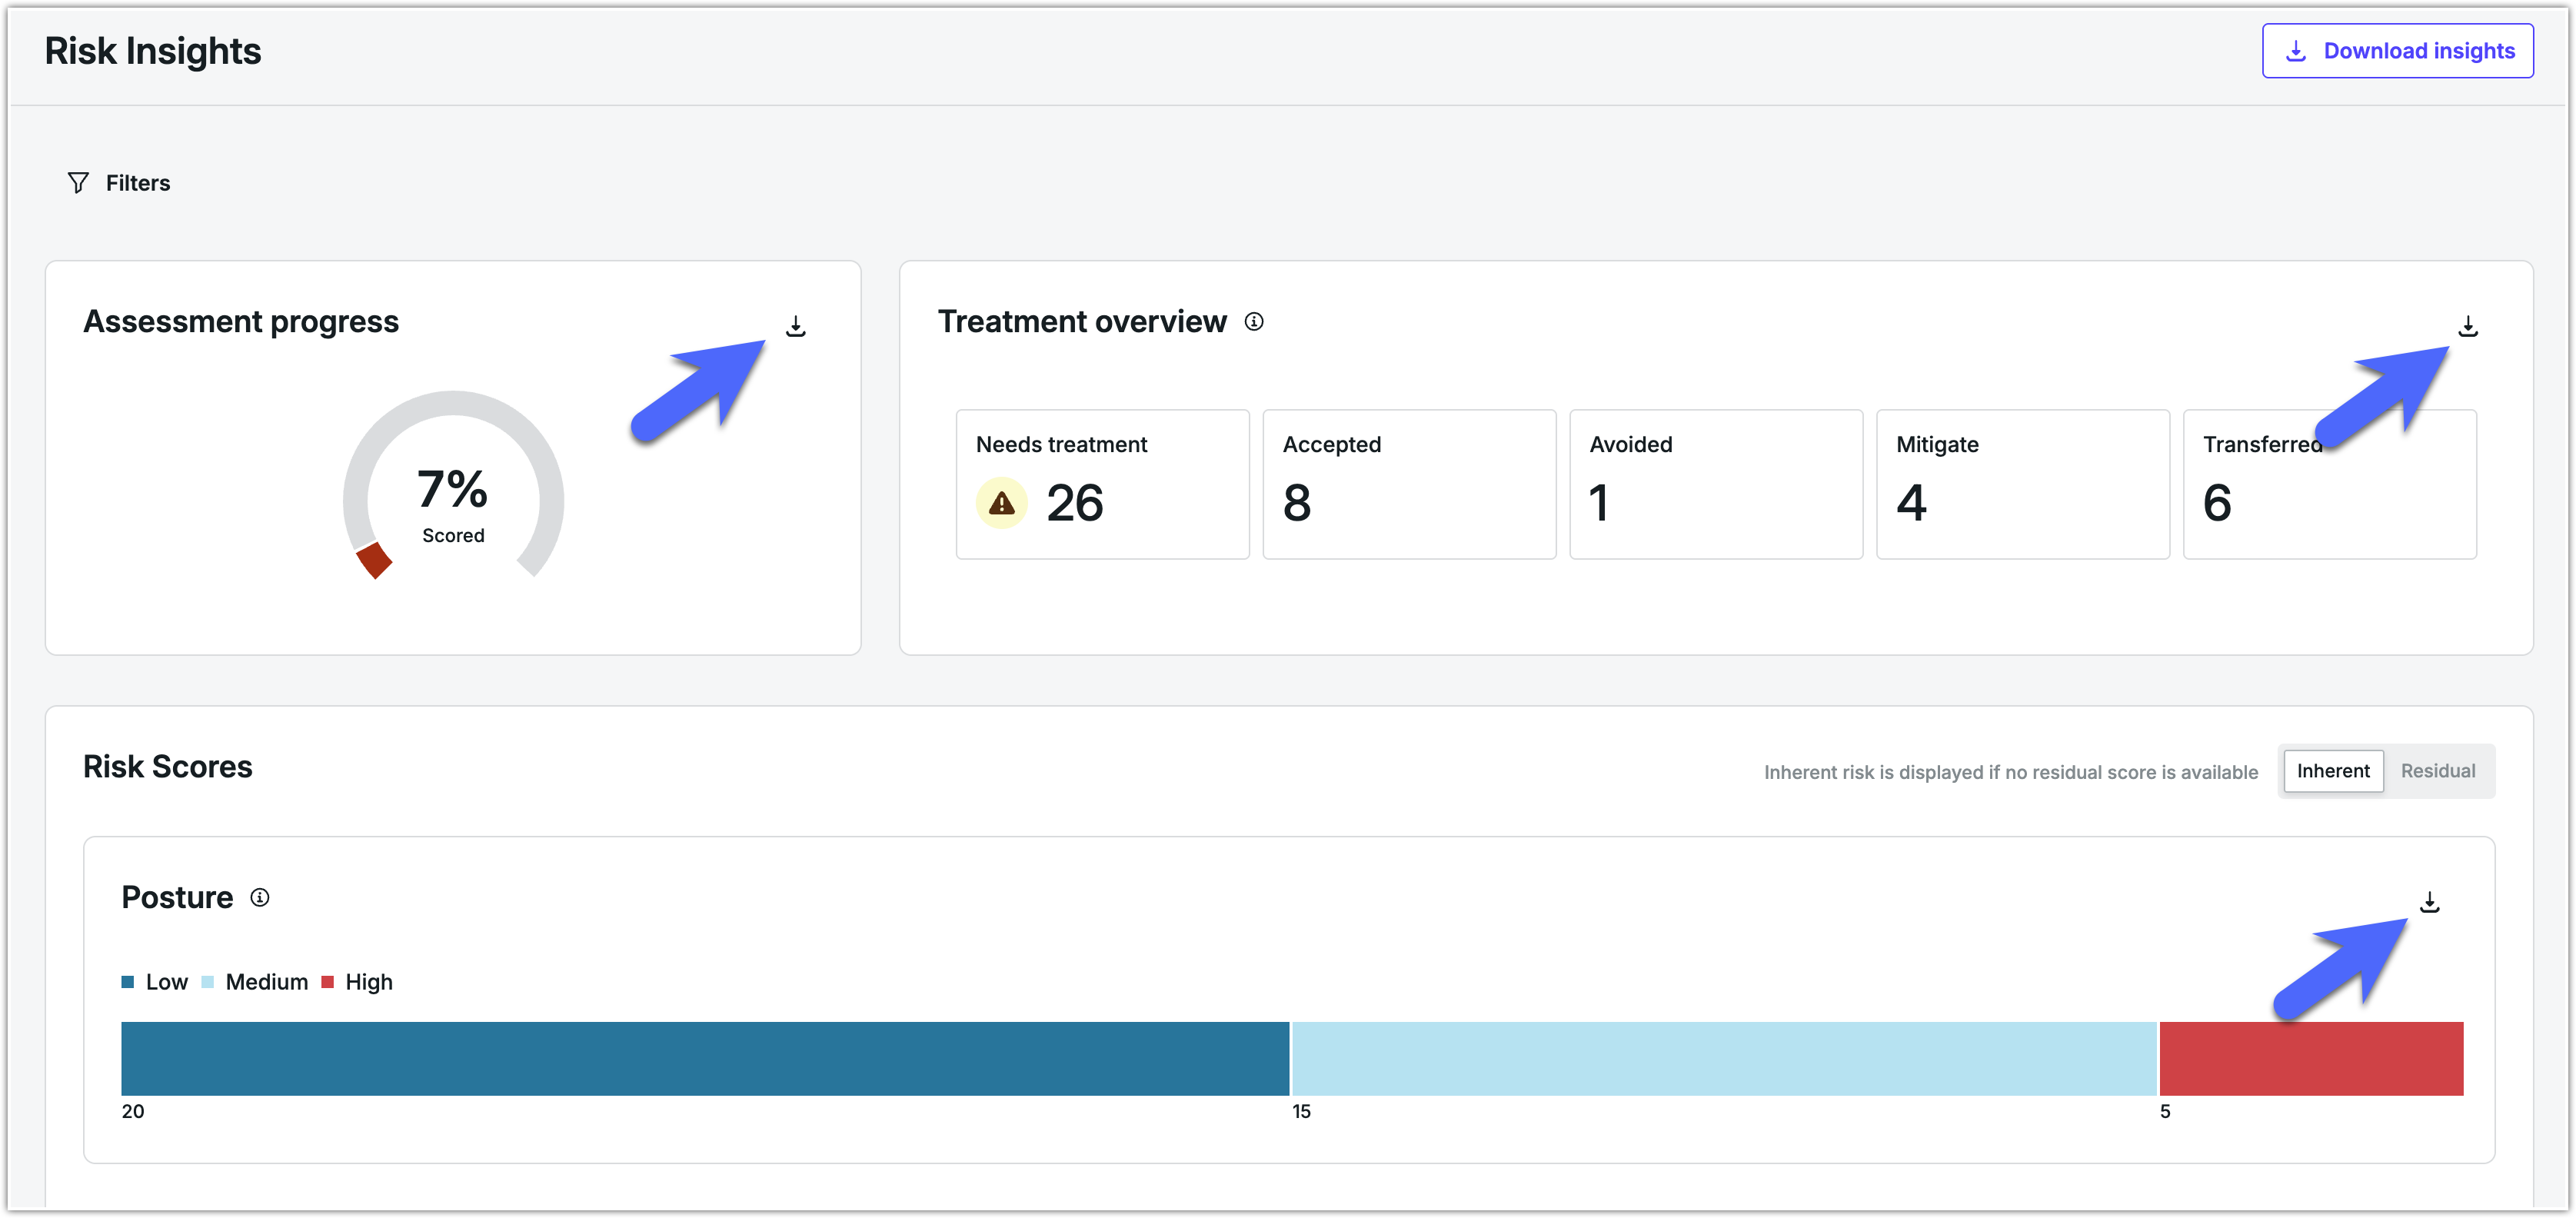 Risk Insights
Download insights
Filters
Assessment progress
7%
Scored
Treatment overview
Needs treatment
26
Accepted
8
Avoided
1
Mitigate
4
Transferred
6
Risk Scores
Inherent risk is displayed if no residual score is available
Inherent
Residual
Posture
Low
Medium
High
20
15
5